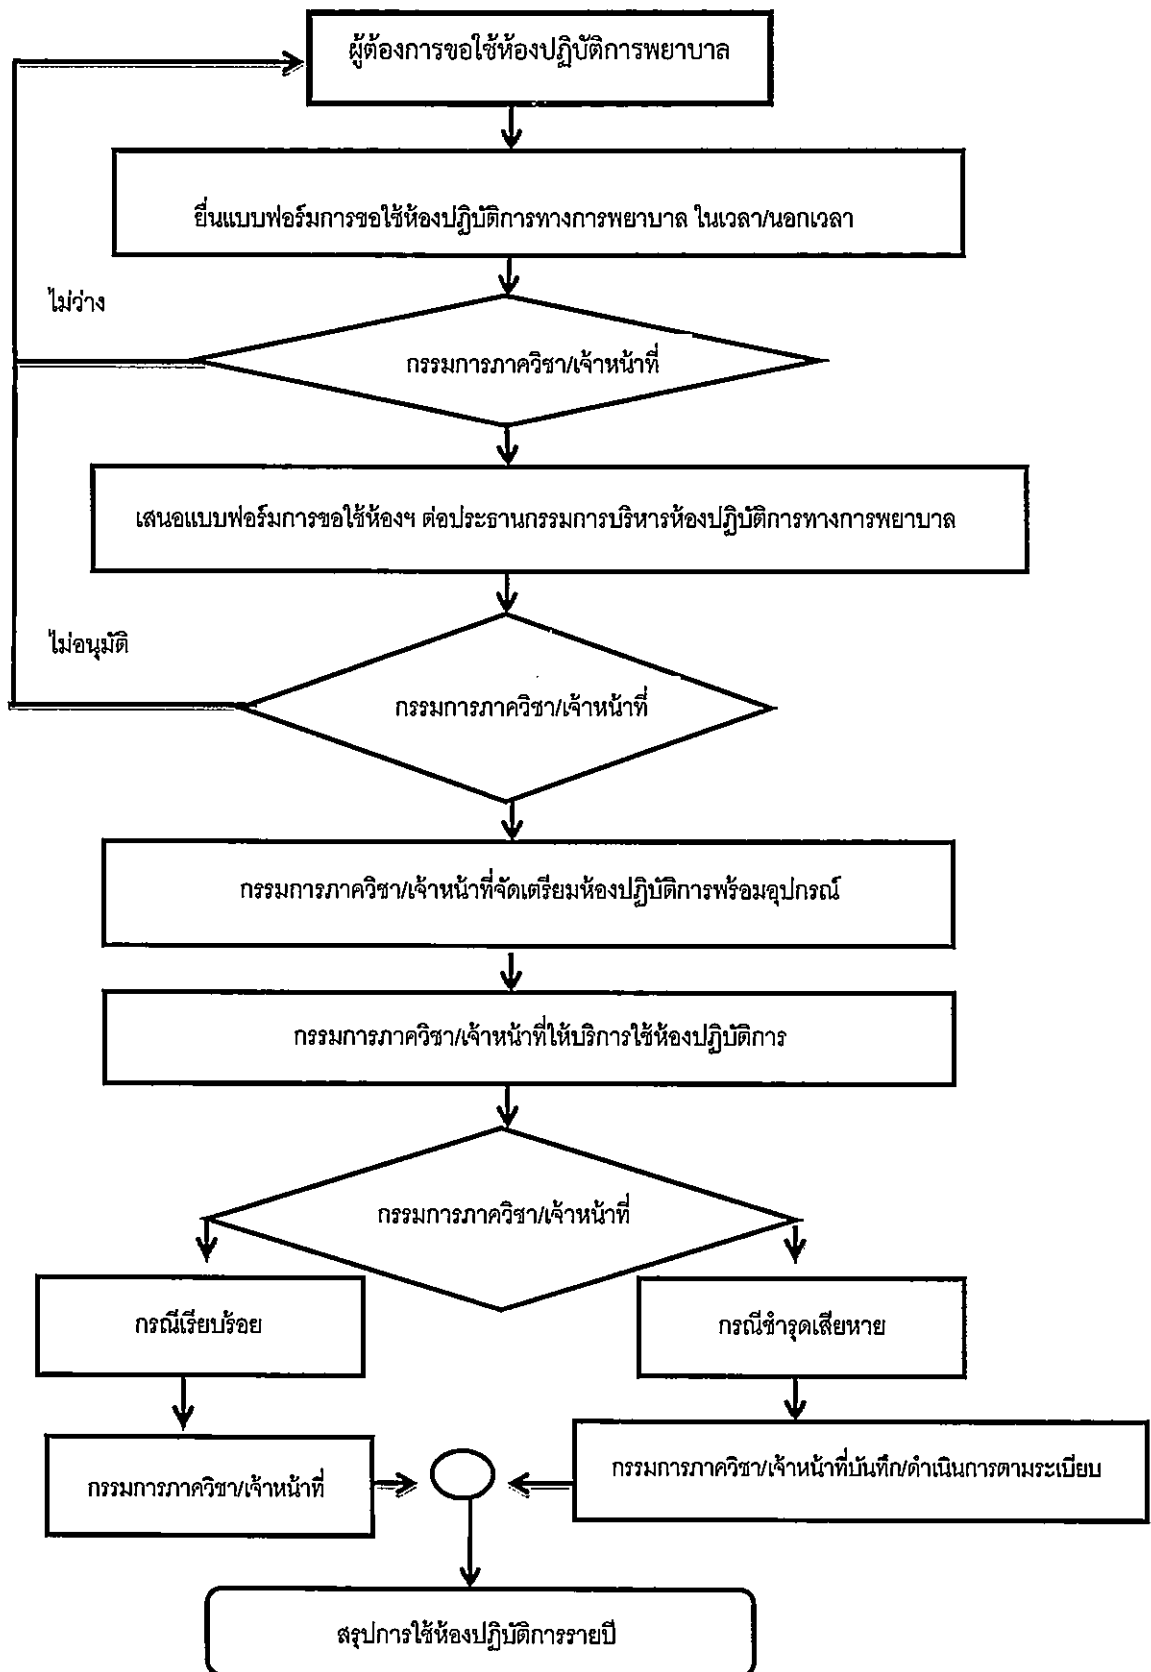 ผู้ต้องการขอใช้ห้องปฏิบัติการพยาบาล
ยื่นแบบฟอร์มการขอใช้ห้องปฏิบัติการทางการพยาบาล ในเวลา/นอกเวลา
ไม่ว่าง
กรรมการภาควิชา/เจ้าหน้าที่
เสนอแบบฟอร์มการขอใช้ห้องฯ ต่อประธานกรรมการบริหารห้องปฏิบัติการทางการพยาบาล
ไม่อนุมัติ
กรรมการภาควิชา/เจ้าหน้าที่
กรรมการภาควิชา/เจ้าหน้าที่จัดเตรียมห้องปฏิบัติการพร้อมอุปกรณ์
กรรมการภาควิชา/เจ้าหน้าที่ให้บริการใช้ห้องปฏิบัติการ
กรรมการภาควิชา/เจ้าหน้าที่
กรณีเรียบร้อย
กรณีชำรุดเสียหาย
กรรมการภาควิชา/เจ้าหน้าที่บันทึก/ดำเนินการตามระเบียบ
กรรมการภาควิชา/เจ้าหน้าที่
สรุปการใช้ห้องปฏิบัติการรายปี